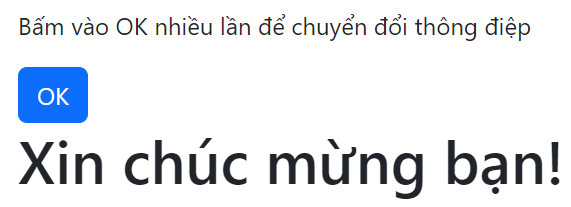 Bấm vào OK nhiều lần để chuyển đổi thông điệp
OK
Xin chúc mừng bạn!